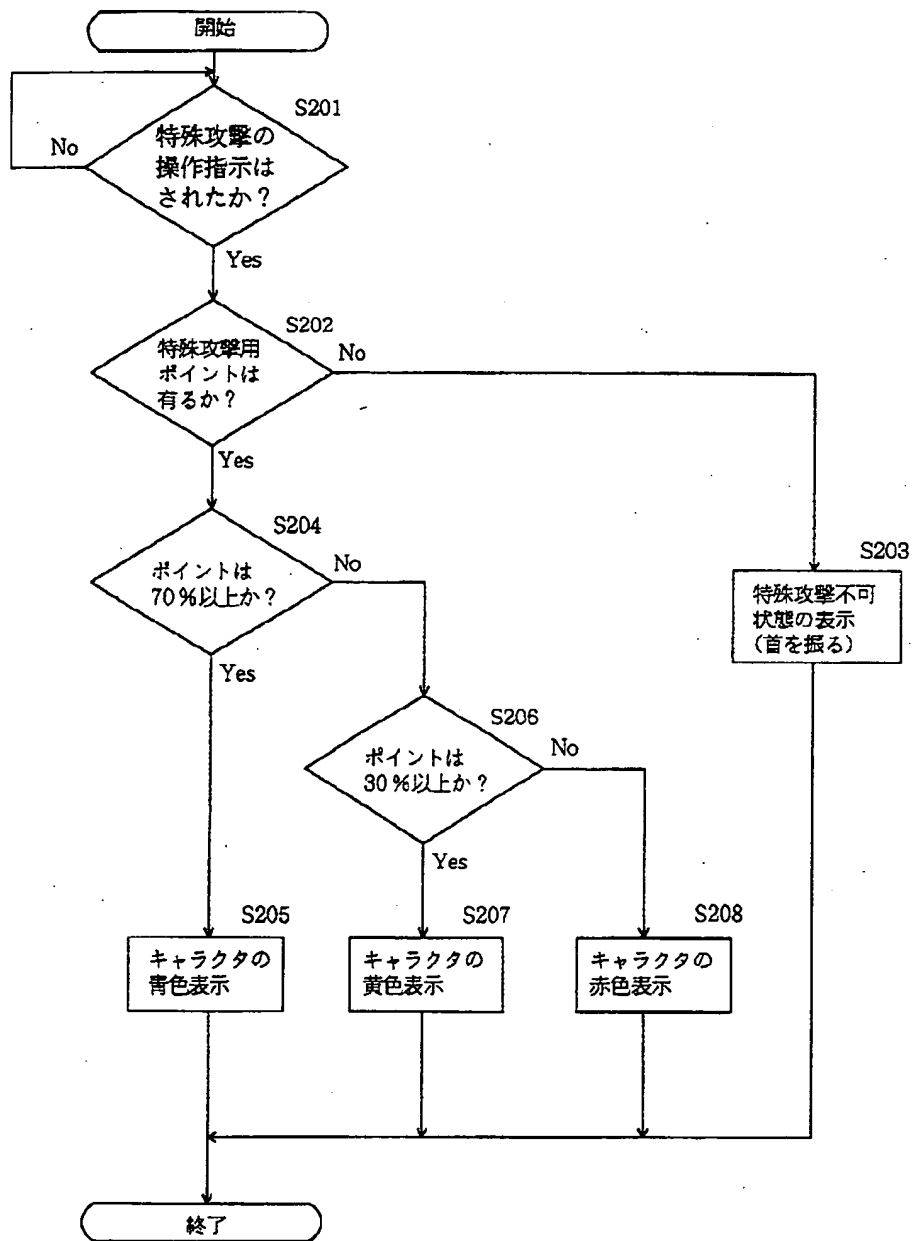 開始
S201
特殊攻撃の
操作指示は
されたか？
No
Yes
S202
特殊攻撃用
ポイントは
有るか？
No
Yes
S204
ポイントは
70%以上か？
No
Yes
S203
特殊攻撃不可
状態の表示
(首を振る)
S206
ポイントは
30%以上か？
No
Yes
S205
キャラクタの
青色表示
S207
キャラクタの
黄色表示
S208
キャラクタの
赤色表示
終了